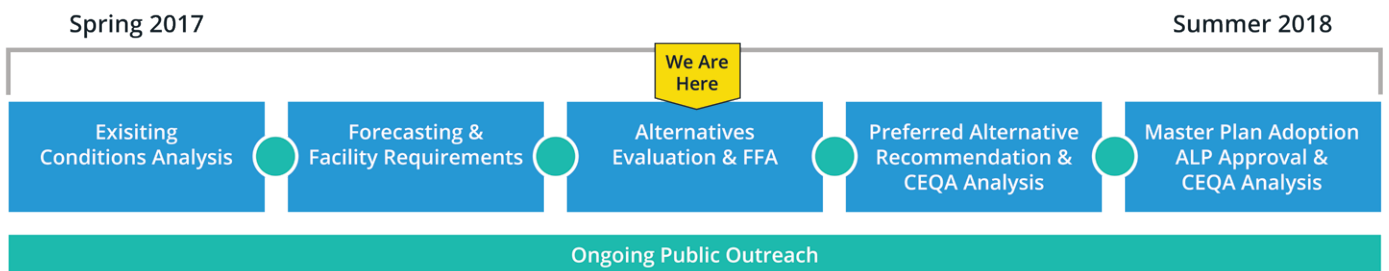 Spring 2017
Summer 2018
We Are
Here
Exisiting
Conditions Analysis
Forecasting &
Facility Requirements
Alternatives
Evaluation & FFA
Preferred Alternative
Recommendation &
CEQA Analysis
Master Plan Adoption
ALP Approval &
CEQA Analysis
Ongoing Public Outreach